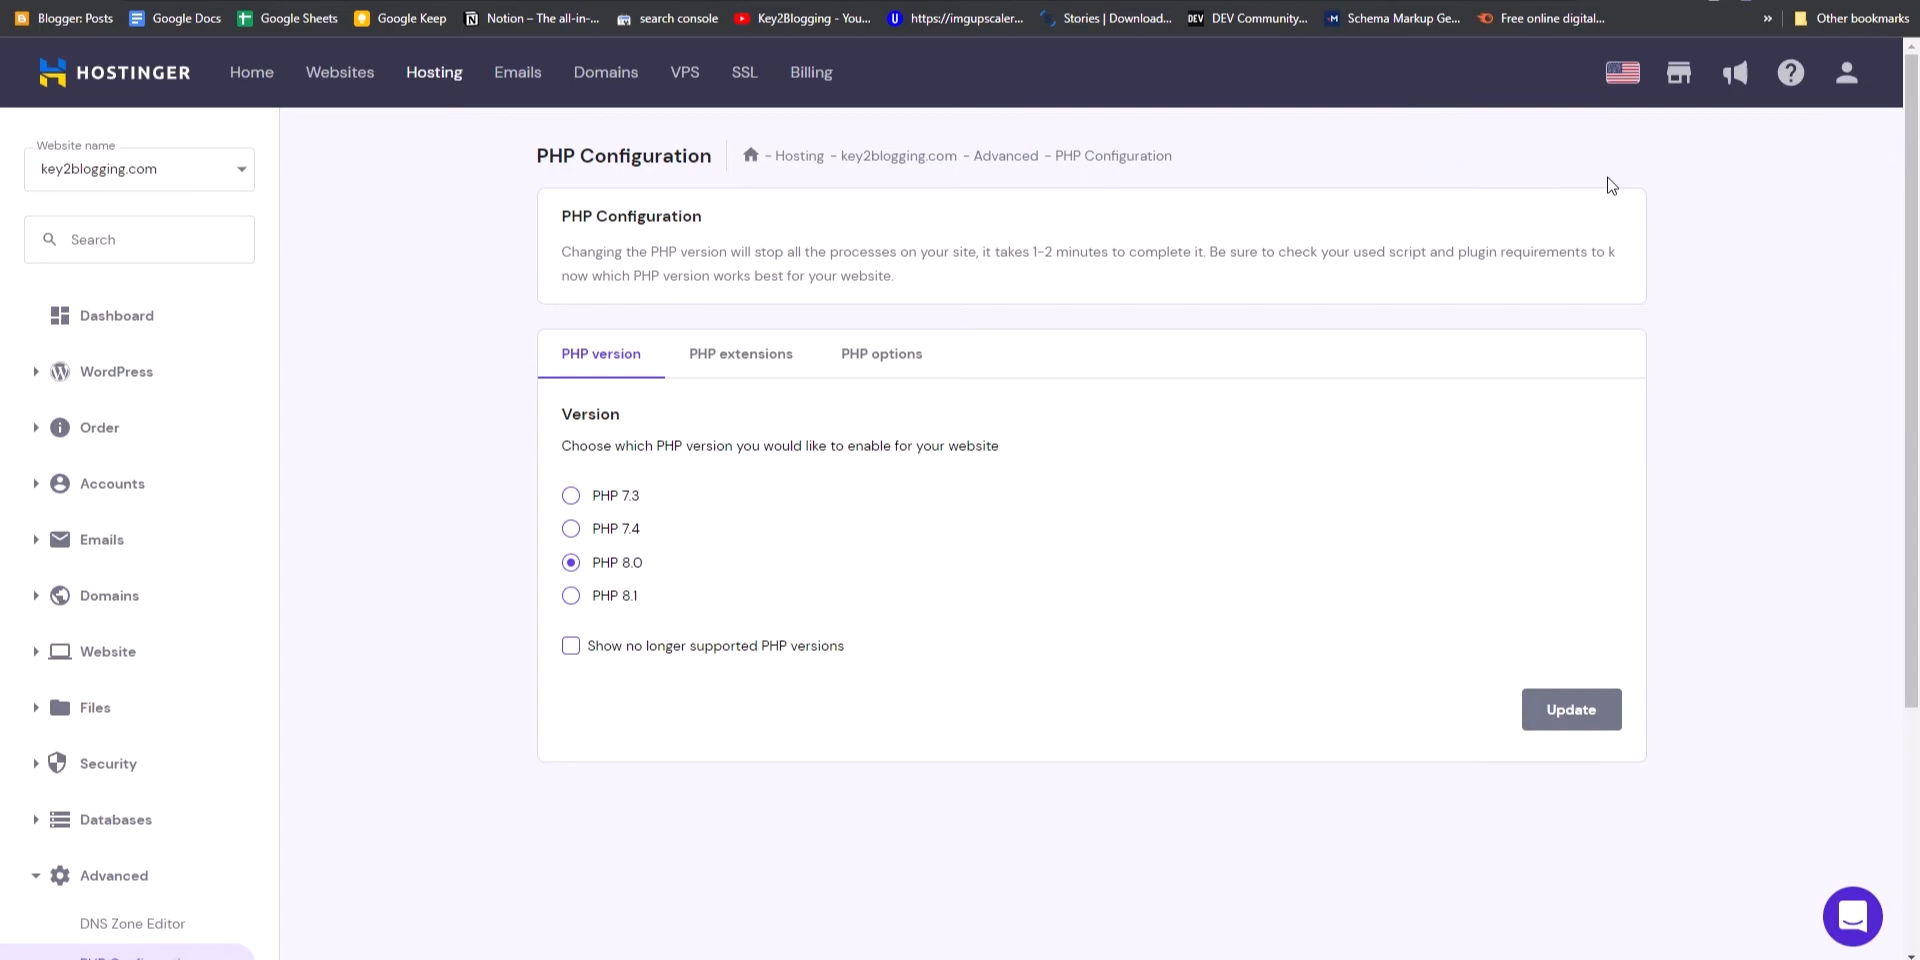 Blogger: Posts
Google Docs
Google Sheets
Google Keep
Notion – The all-in-...
search console
Key2Blogging - You...
https://imgupscaler...
Stories | Download...
DEV DEV Community...
Schema Markup Ge...
Free online digital...
»
Other bookmarks
HOSTINGER
Home
Websites
Hosting
Emails
Domains
VPS
SSL
Billing
Website name
key2blogging.com
Search
Dashboard
WordPress
Order
Accounts
Emails
Domains
Website
Files
Security
Databases
Advanced
DNS Zone Editor
PHP Configuration
- Hosting - key2blogging.com - Advanced - PHP Configuration
PHP Configuration
Changing the PHP version will stop all the processes on your site, it takes 1-2 minutes to complete it. Be sure to check your used script and plugin requirements to k
now which PHP version works best for your website.
PHP version
PHP extensions
PHP options
Version
Choose which PHP version you would like to enable for your website
PHP 7.3
PHP 7.4
PHP 8.0
PHP 8.1
Show no longer supported PHP versions
Update